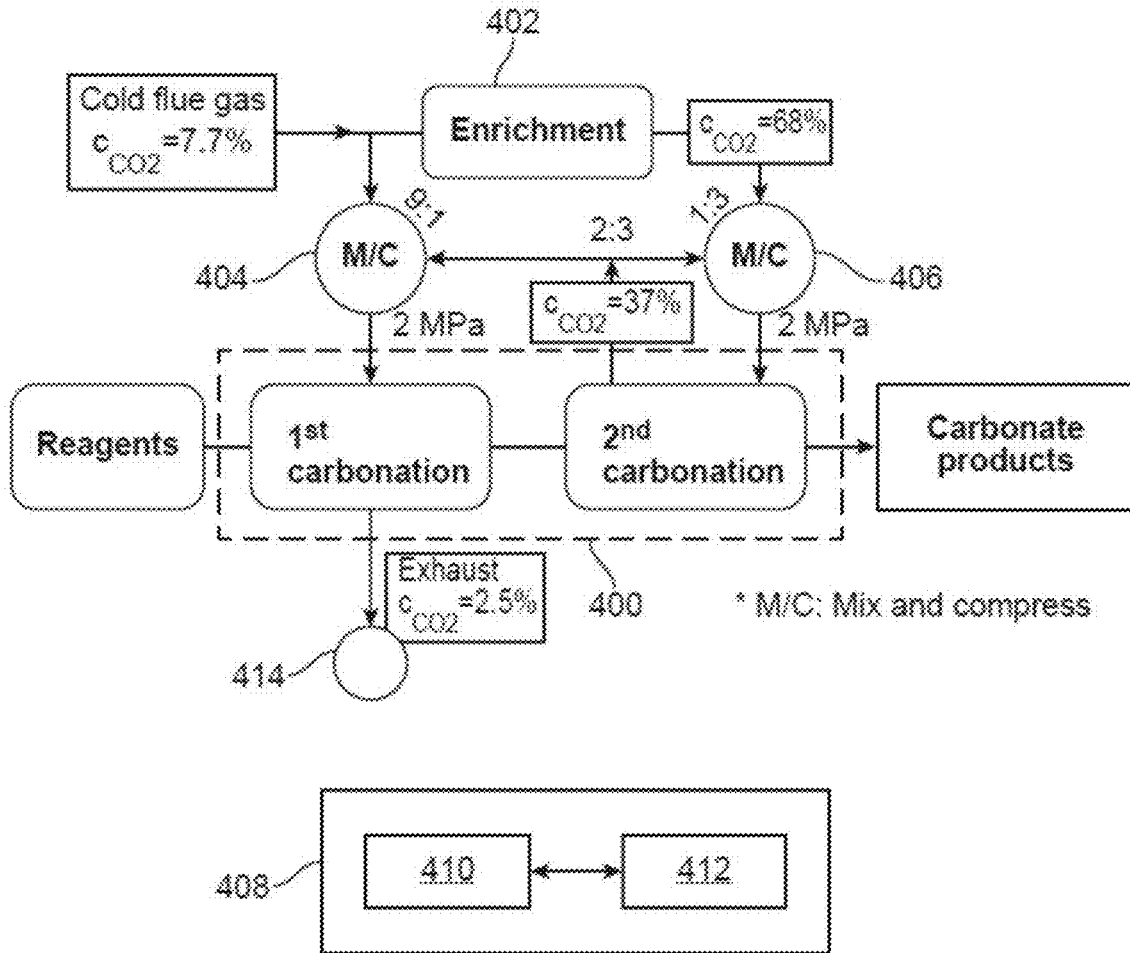 402
Cold flue gas
cCO2=7.7%
Enrichment
cCO2=68%
9:1
1:3
2:3
M/C
M/C
404
406
cCO2=37%
2 MPa
2 MPa
Reagents
1st
carbonation
2nd
carbonation
Carbonate
products
Exhaust
cCO2=2.5%
400
* M/C: Mix and compress
414
408
410
412